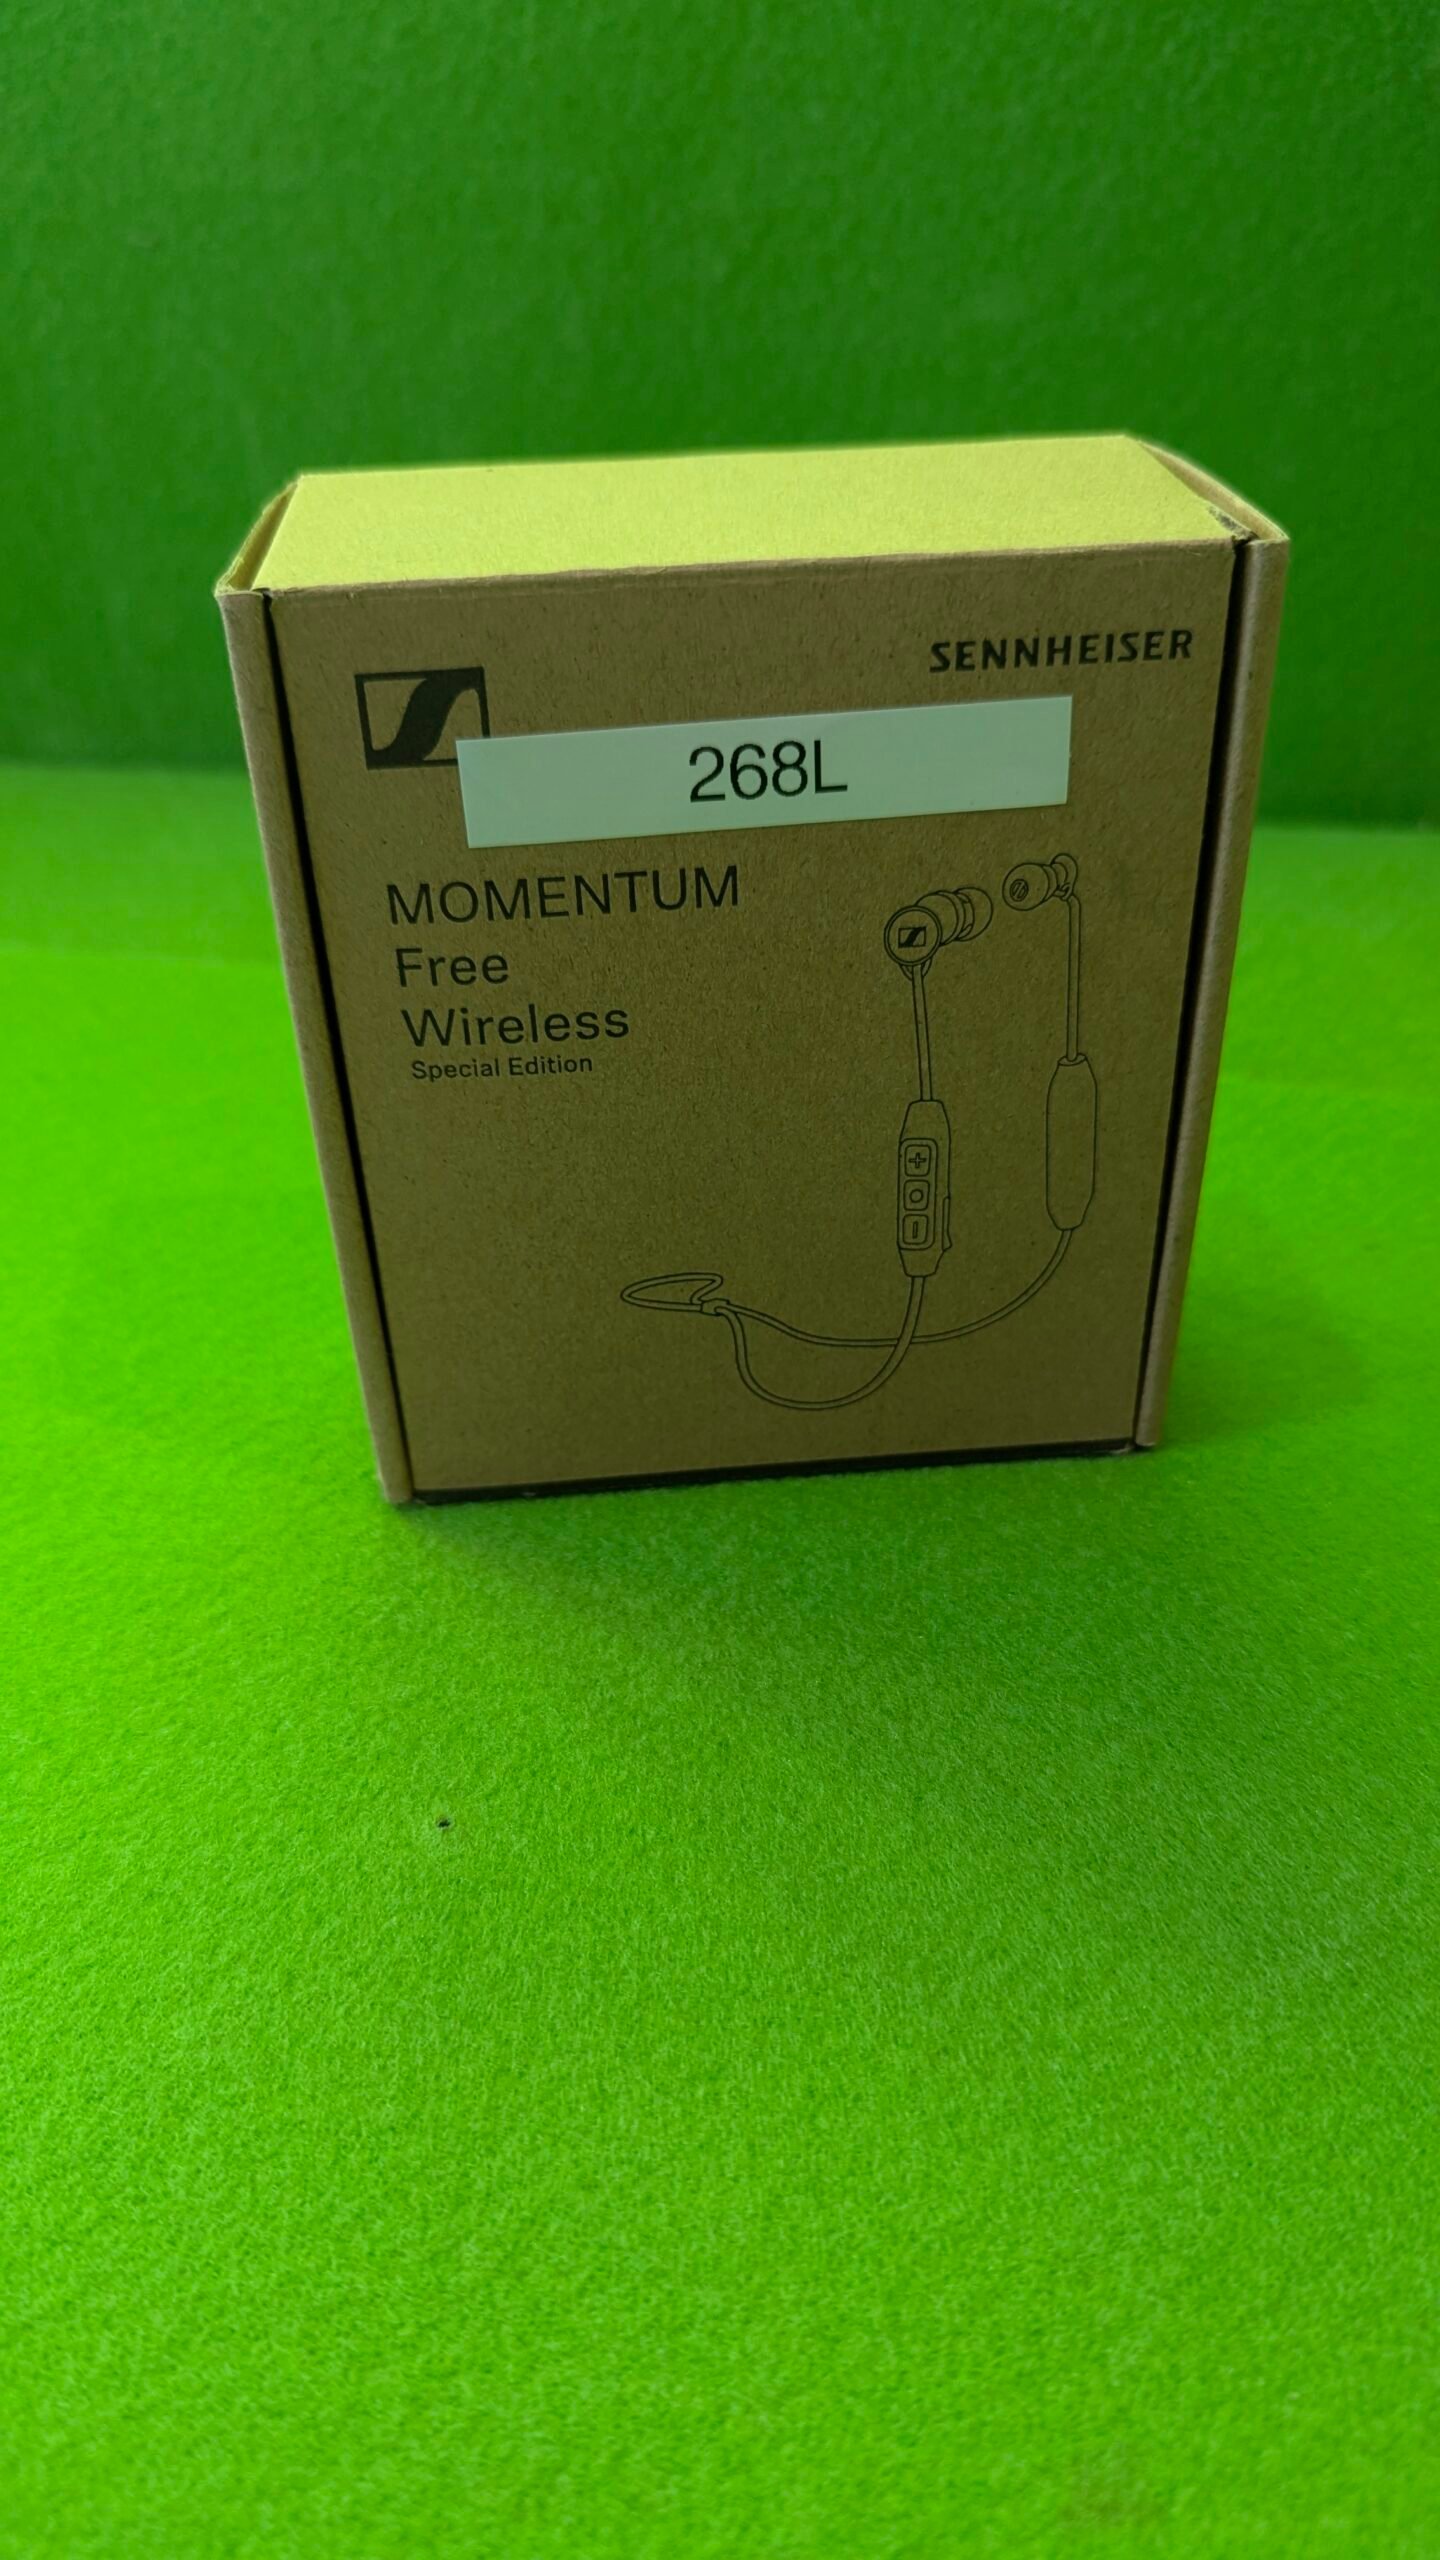 SENNHEISER
268L
MOMENTUM
Free
Wireless
Special Edition